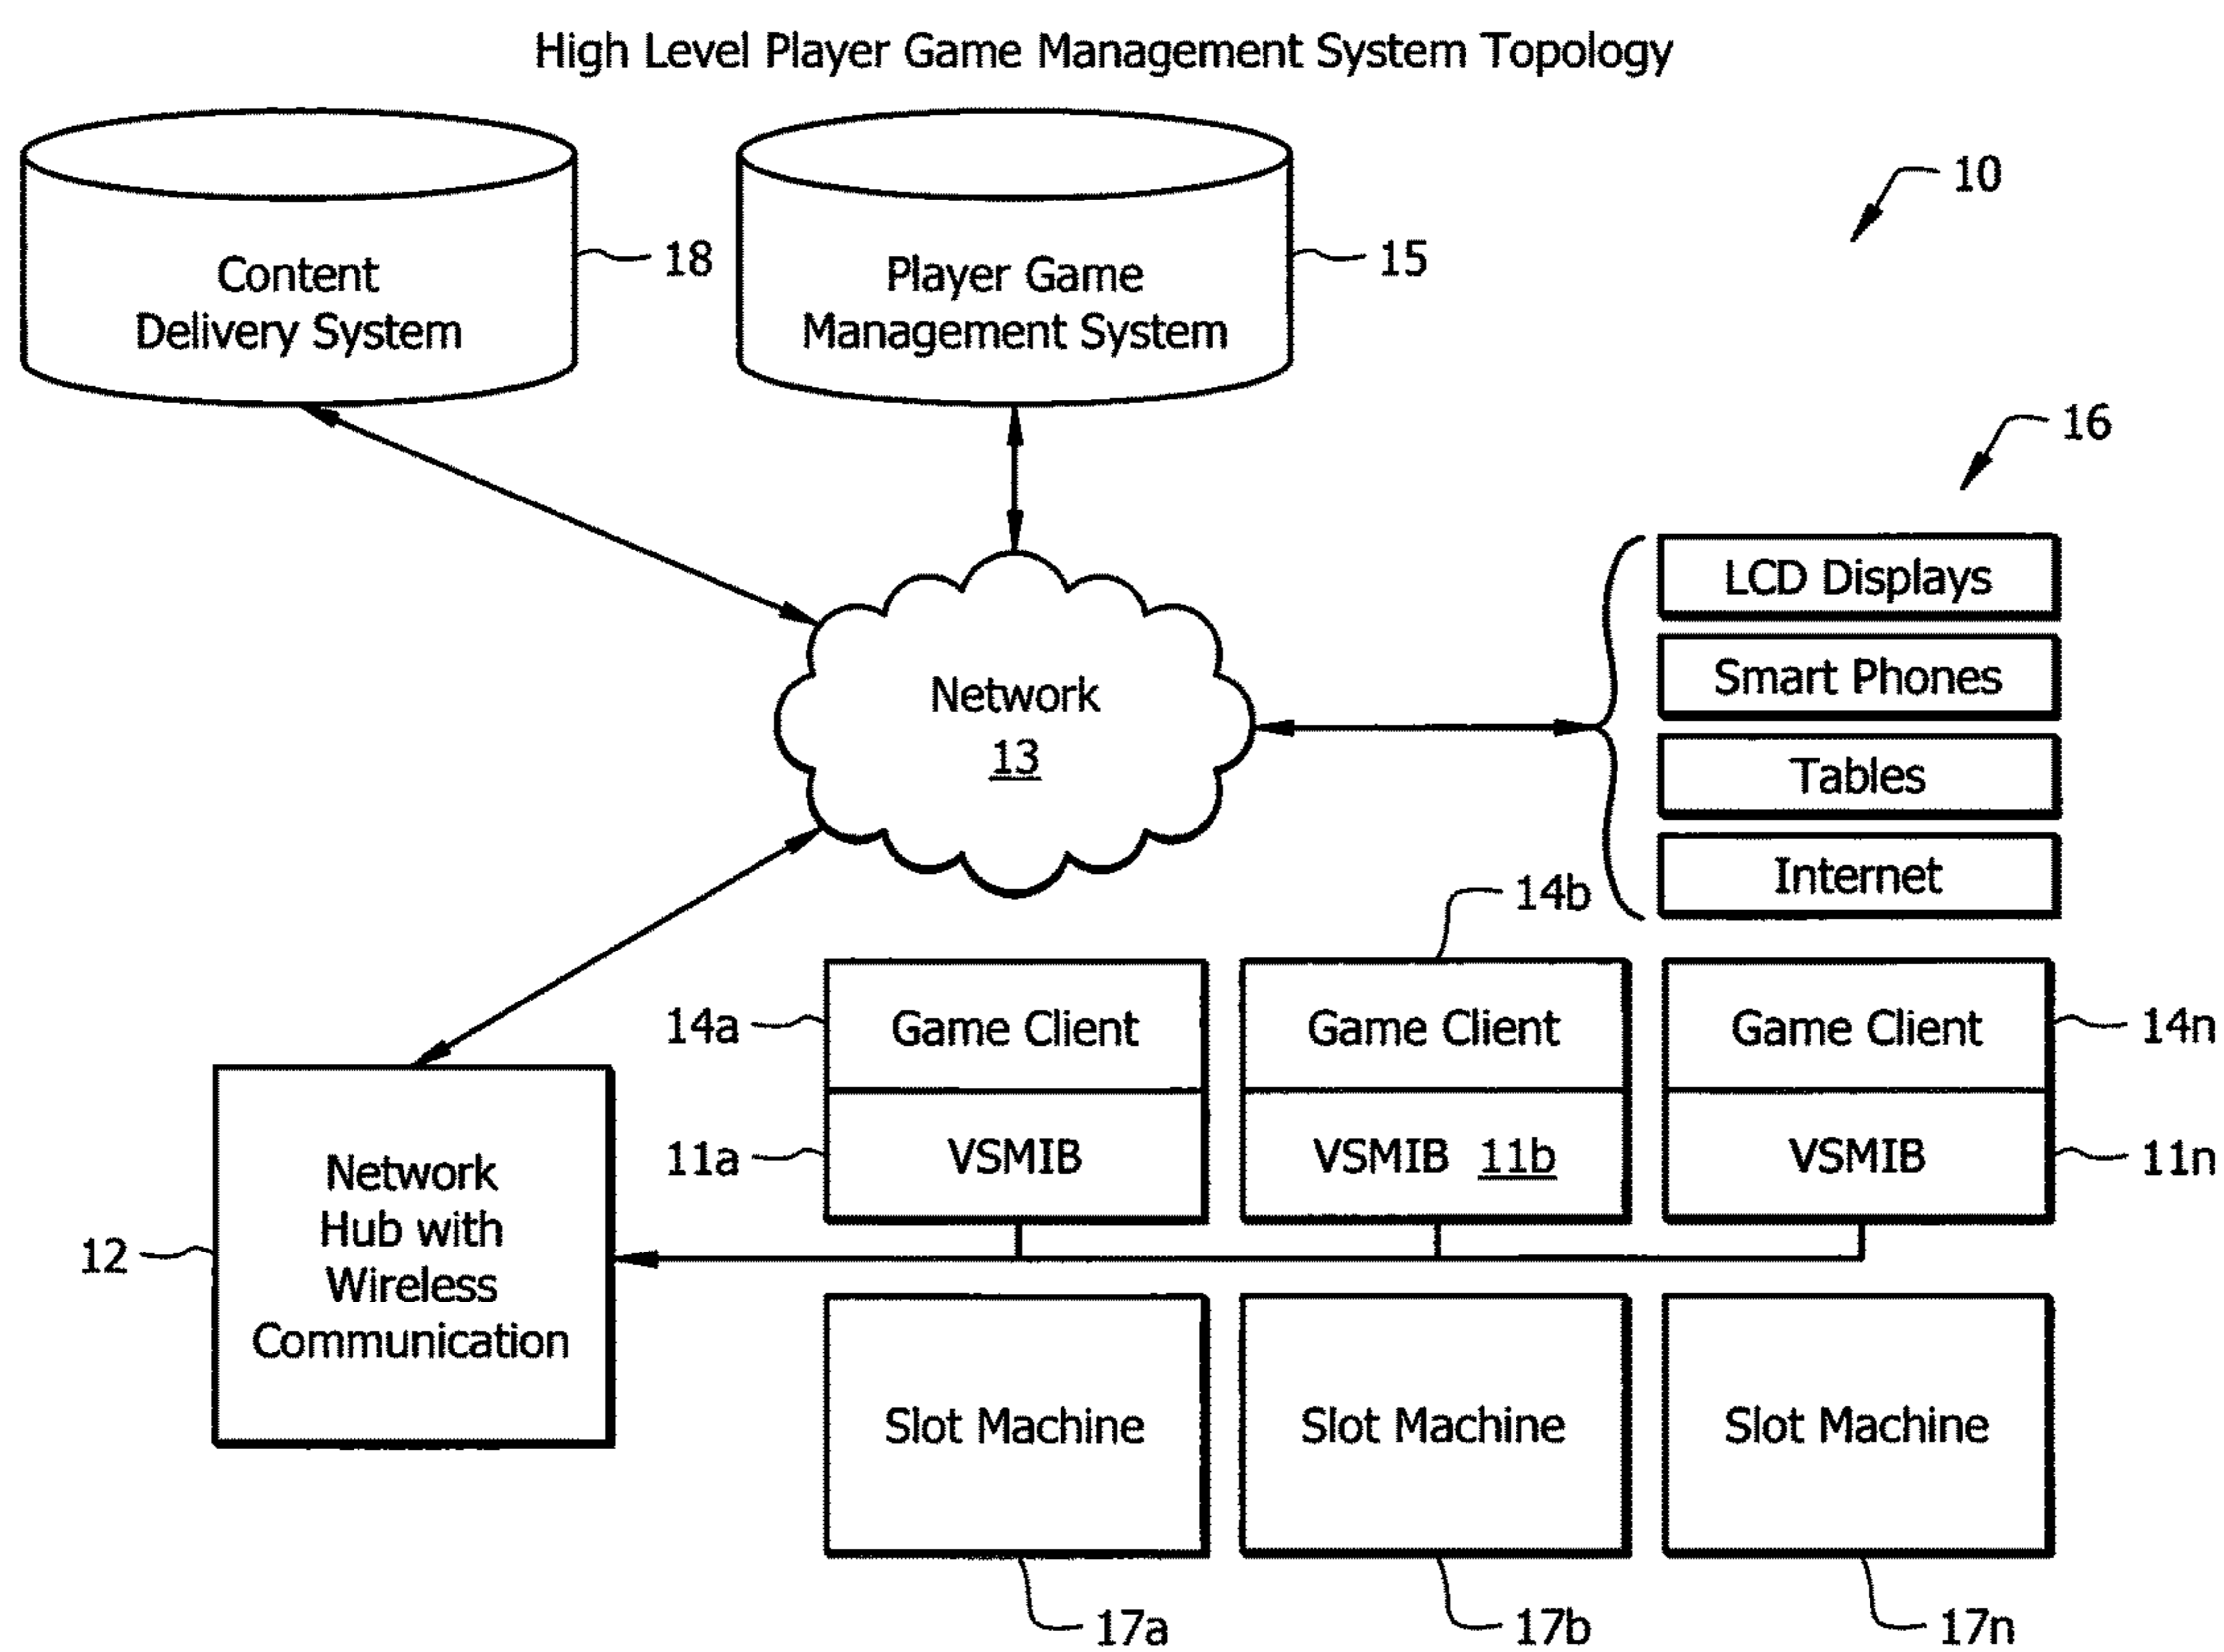 High Level Player Game Management System Topology
10
Content
Delivery System
18
Player Game
Management System
15
16
LCD Displays
Smart Phones
Tables
Internet
Network
13
14b
14a
Game Client
Game Client
Game Client
14n
11a
VSMIB
VSMIB 11b
VSMIB
11n
12
Network
Hub with
Wireless
Communication
Slot Machine
Slot Machine
Slot Machine
17a
17b
17n